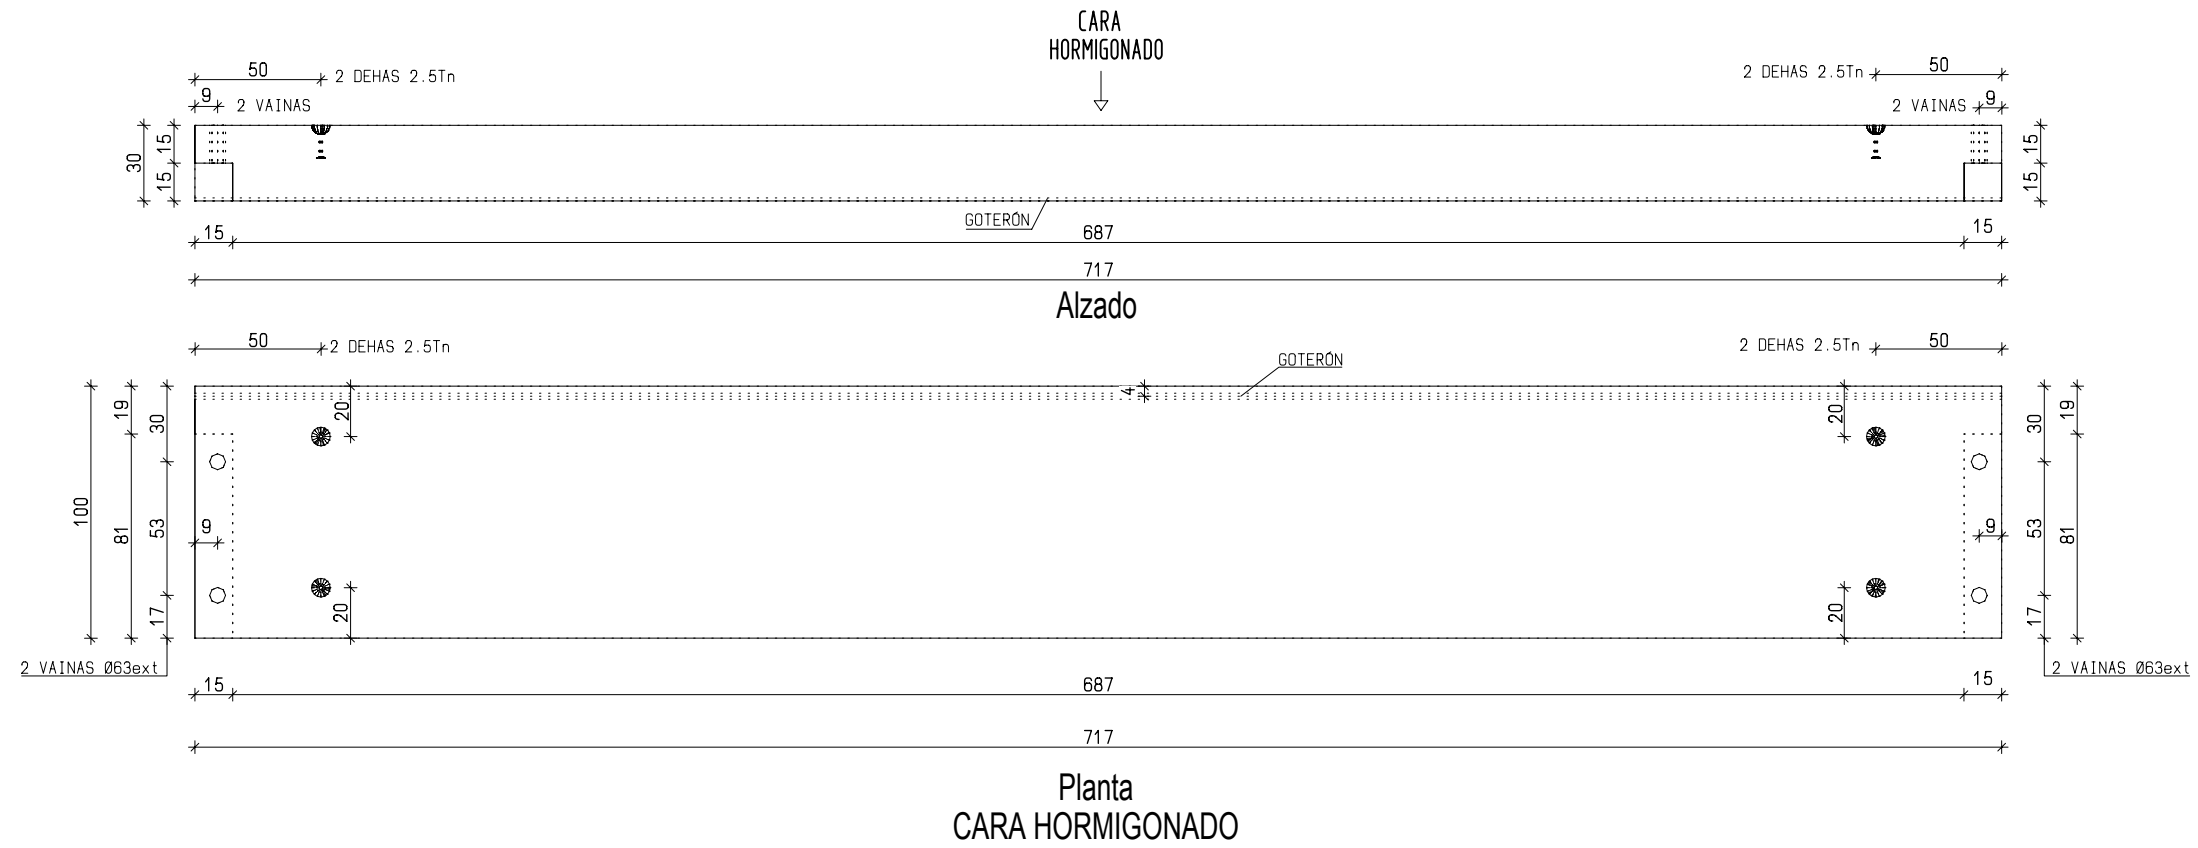 CARA
HORMIGONADO
50
2 DEHAS 2.5Tn
2 DEHAS 2.5Tn
50
9
2 VAINAS
2 VAINAS
9
30
15
15
15
15
GOTERÓN
15
687
15
717
Alzado
50
2 DEHAS 2.5Tn
2 DEHAS 2.5Tn
50
GOTERÓN
4
100
19
81
30
53
17
9
20
20
20
20
9
30
53
17
19
81
2 VAINAS Ø63ext
2 VAINAS Ø63ext
15
687
15
717
Planta
CARA HORMIGONADO